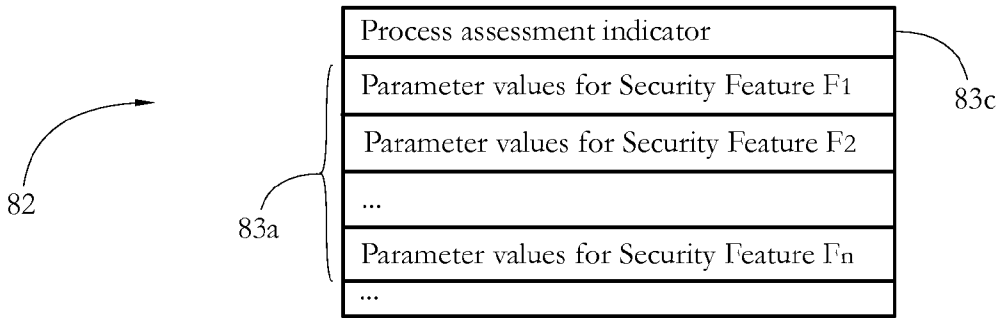 Process assessment indicator
83c
Parameter values for Security Feature F1
Parameter values for Security Feature F2
82
83a
...
Parameter values for Security Feature Fn
...